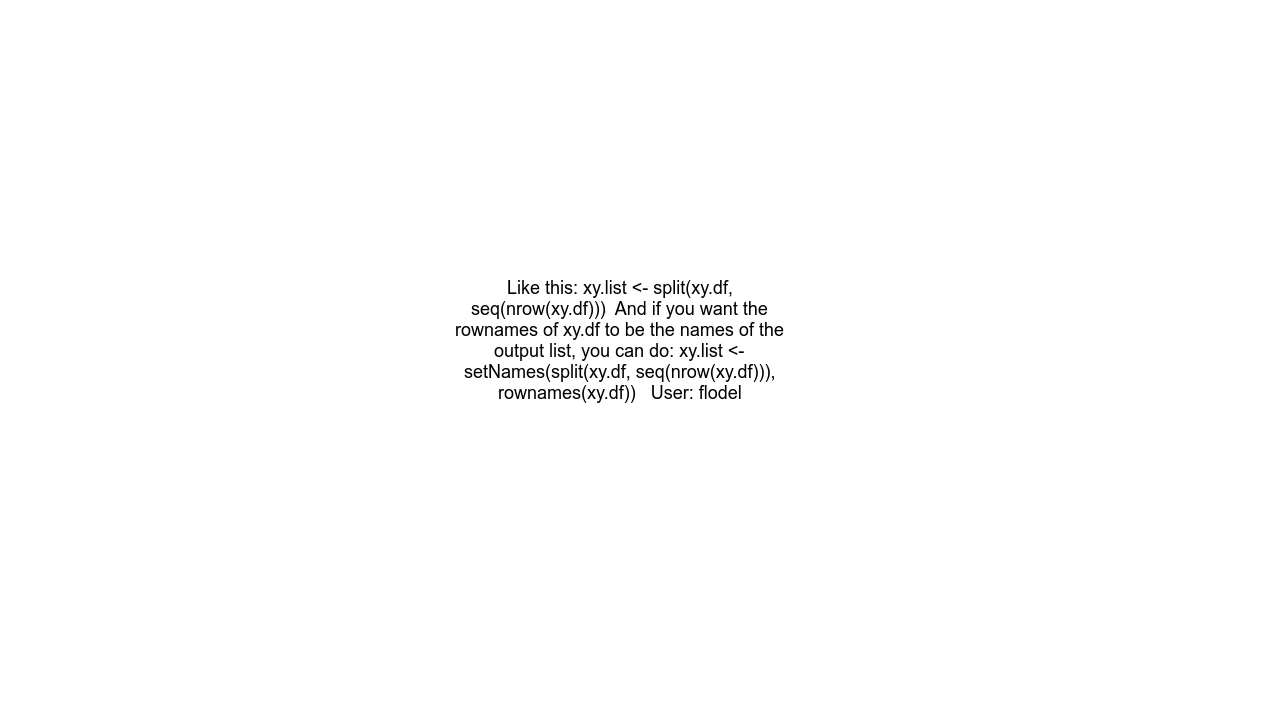 Like this: xy.list <- split(xy.df,
seq(nrow(xy.df)))  And if you want the
rownames of xy.df to be the names of the
output list, you can do: xy.list <-
setNames(split(xy.df, seq(nrow(xy.df))),
rownames(xy.df))   User: flodel